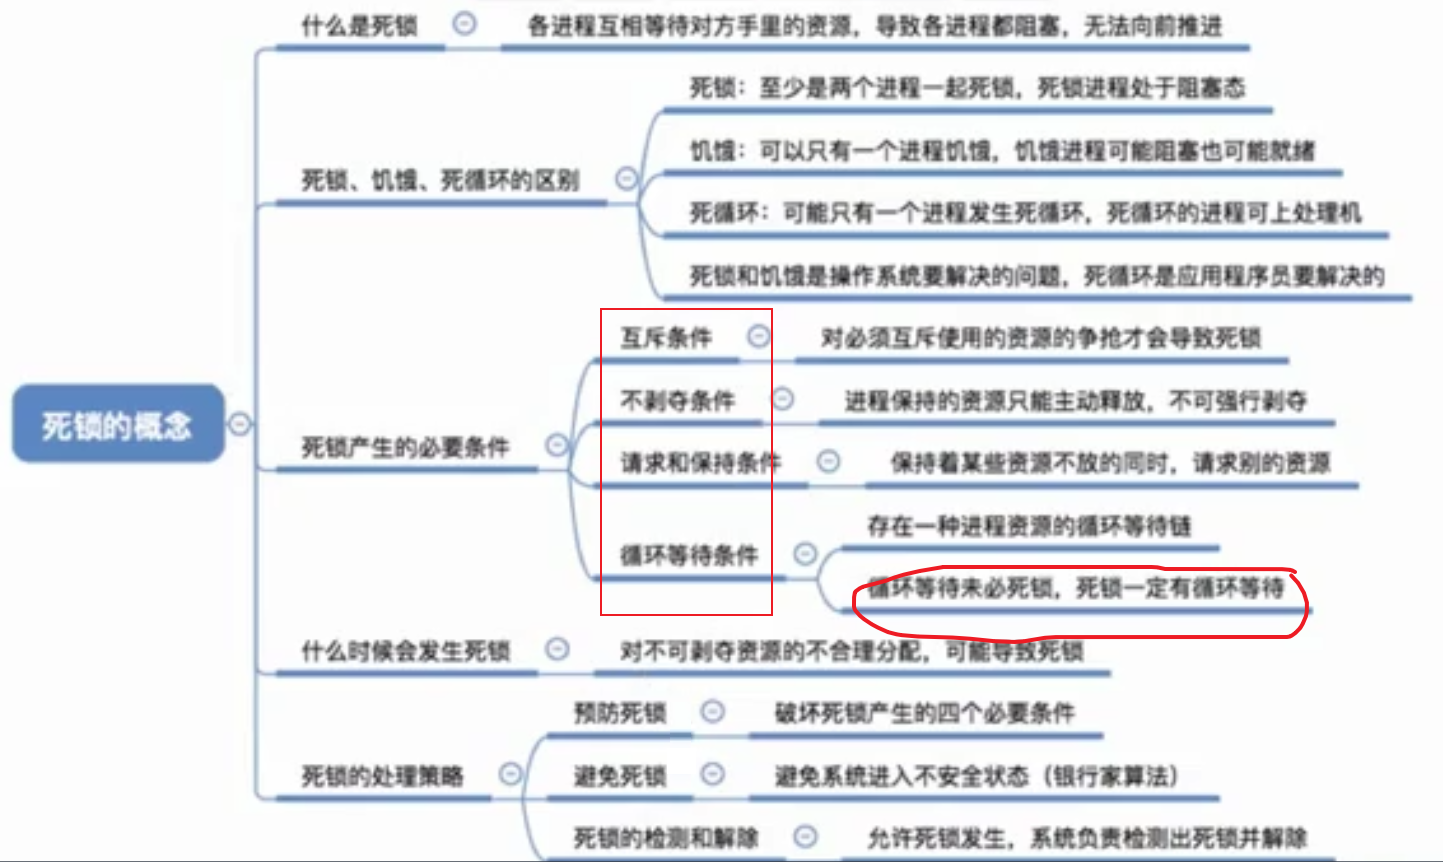 什么是死锁
各进程互相等待对方手里的资源，导致各进程都阻塞，无法向前推进
死锁：至少是两个进程一起死锁，死锁进程处于阻塞态
饥饿：可以只有一个进程饥饿，饥饿进程可能阻塞也可能就绪
死锁、饥饿、死循环的区别
死循环：可能只有一个进程发生死循环，死循环的进程可上处理机
死锁和饥饿是操作系统要解决的问题，死循环是应用程序员要解决的
互斥条件
对必须互斥使用的资源的争抢才会导致死锁
不剥夺条件
进程保持的资源只能主动释放，不可强行剥夺
死锁的概念
死锁产生的必要条件
请求和保持条件
保持着某些资源不放的同时，请求别的资源
循环等待条件
存在一种进程资源的循环等待链
循环等待未必死锁，死锁一定有循环等待
什么时候会发生死锁
对不可剥夺资源的不合理分配，可能导致死锁
预防死锁
破坏死锁产生的四个必要条件
死锁的处理策略
避免死锁
避免系统进入不安全状态（银行家算法）
死锁的检测和解除
允许死锁发生，系统负责检测出死锁并解除